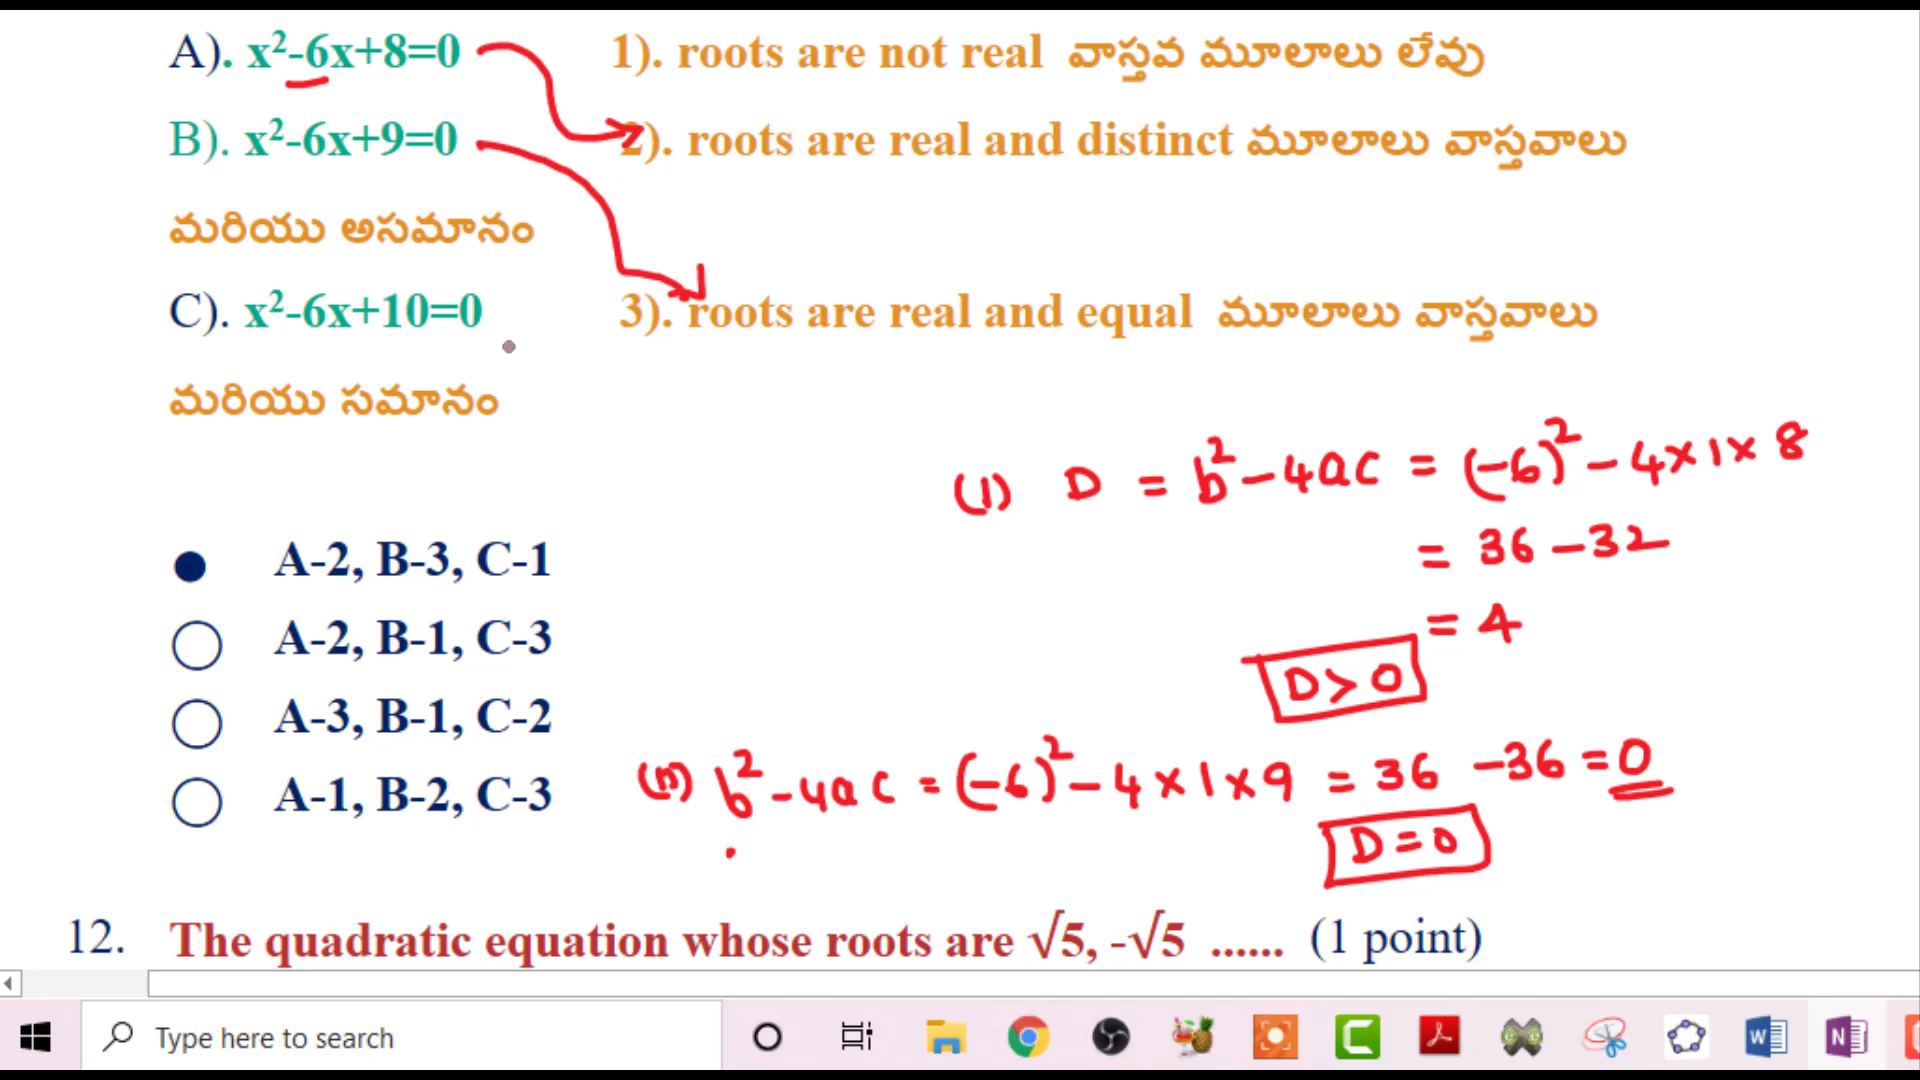 A). x²-6x+8=0 1). roots are not real వాస్తవ మూలాలు లేవు
B). x²-6x+9=0 2). roots are real and distinct మూలాలు వాస్తవాలు
మరియు అసమానం
C). x²-6x+10=0 3). roots are real and equal మూలాలు వాస్తవాలు
మరియు సమానం
(1) D = b² - 4ac = (-6)² - 4×1×8
= 36 - 32
= 4
D > 0
A-2, B-3, C-1
A-2, B-1, C-3
A-3, B-1, C-2
A-1, B-2, C-3
(11) b² - 4ac = (-6)² - 4×1×9 = 36 - 36 = 0
D = 0
12. The quadratic equation whose roots are √5, -√5 ...... (1 point)
Type here to search